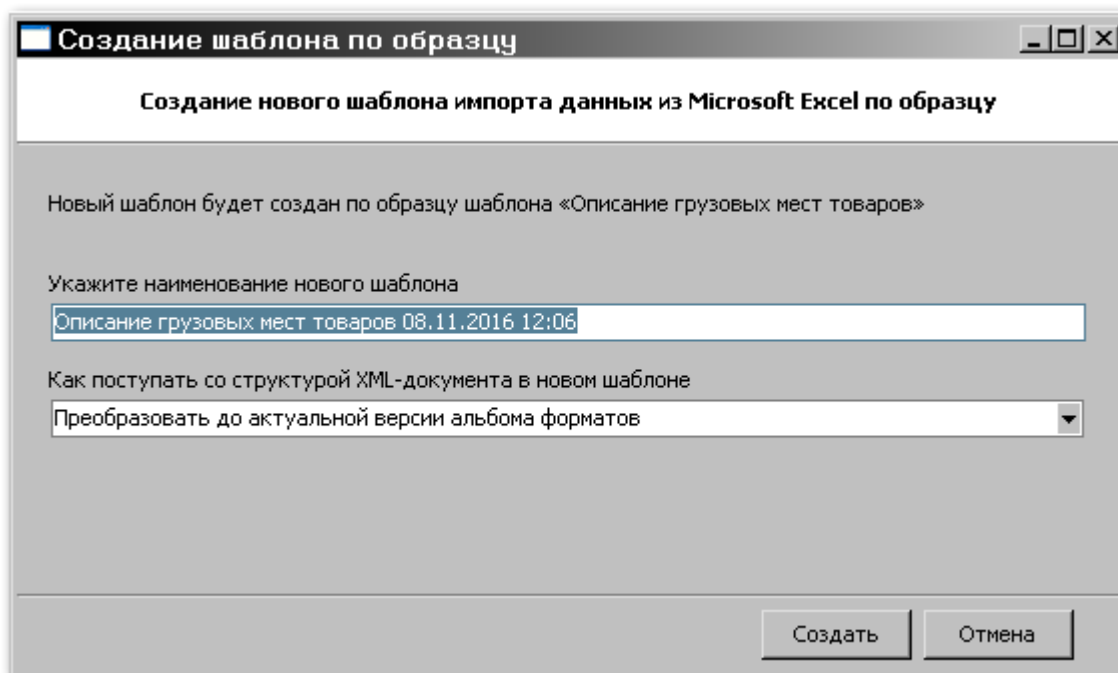 Создание шаблона по образцу
Создание нового шаблона импорта данных из Microsoft Excel по образцу
Новый шаблон будет создан по образцу шаблона «Описание грузовых мест товаров»
Укажите наименование нового шаблона
Описание грузовых мест товаров 08.11.2016 12:06
Как поступать со структурой XML-документа в новом шаблоне
Преобразовать до актуальной версии альбома форматов
Создать
Отмена